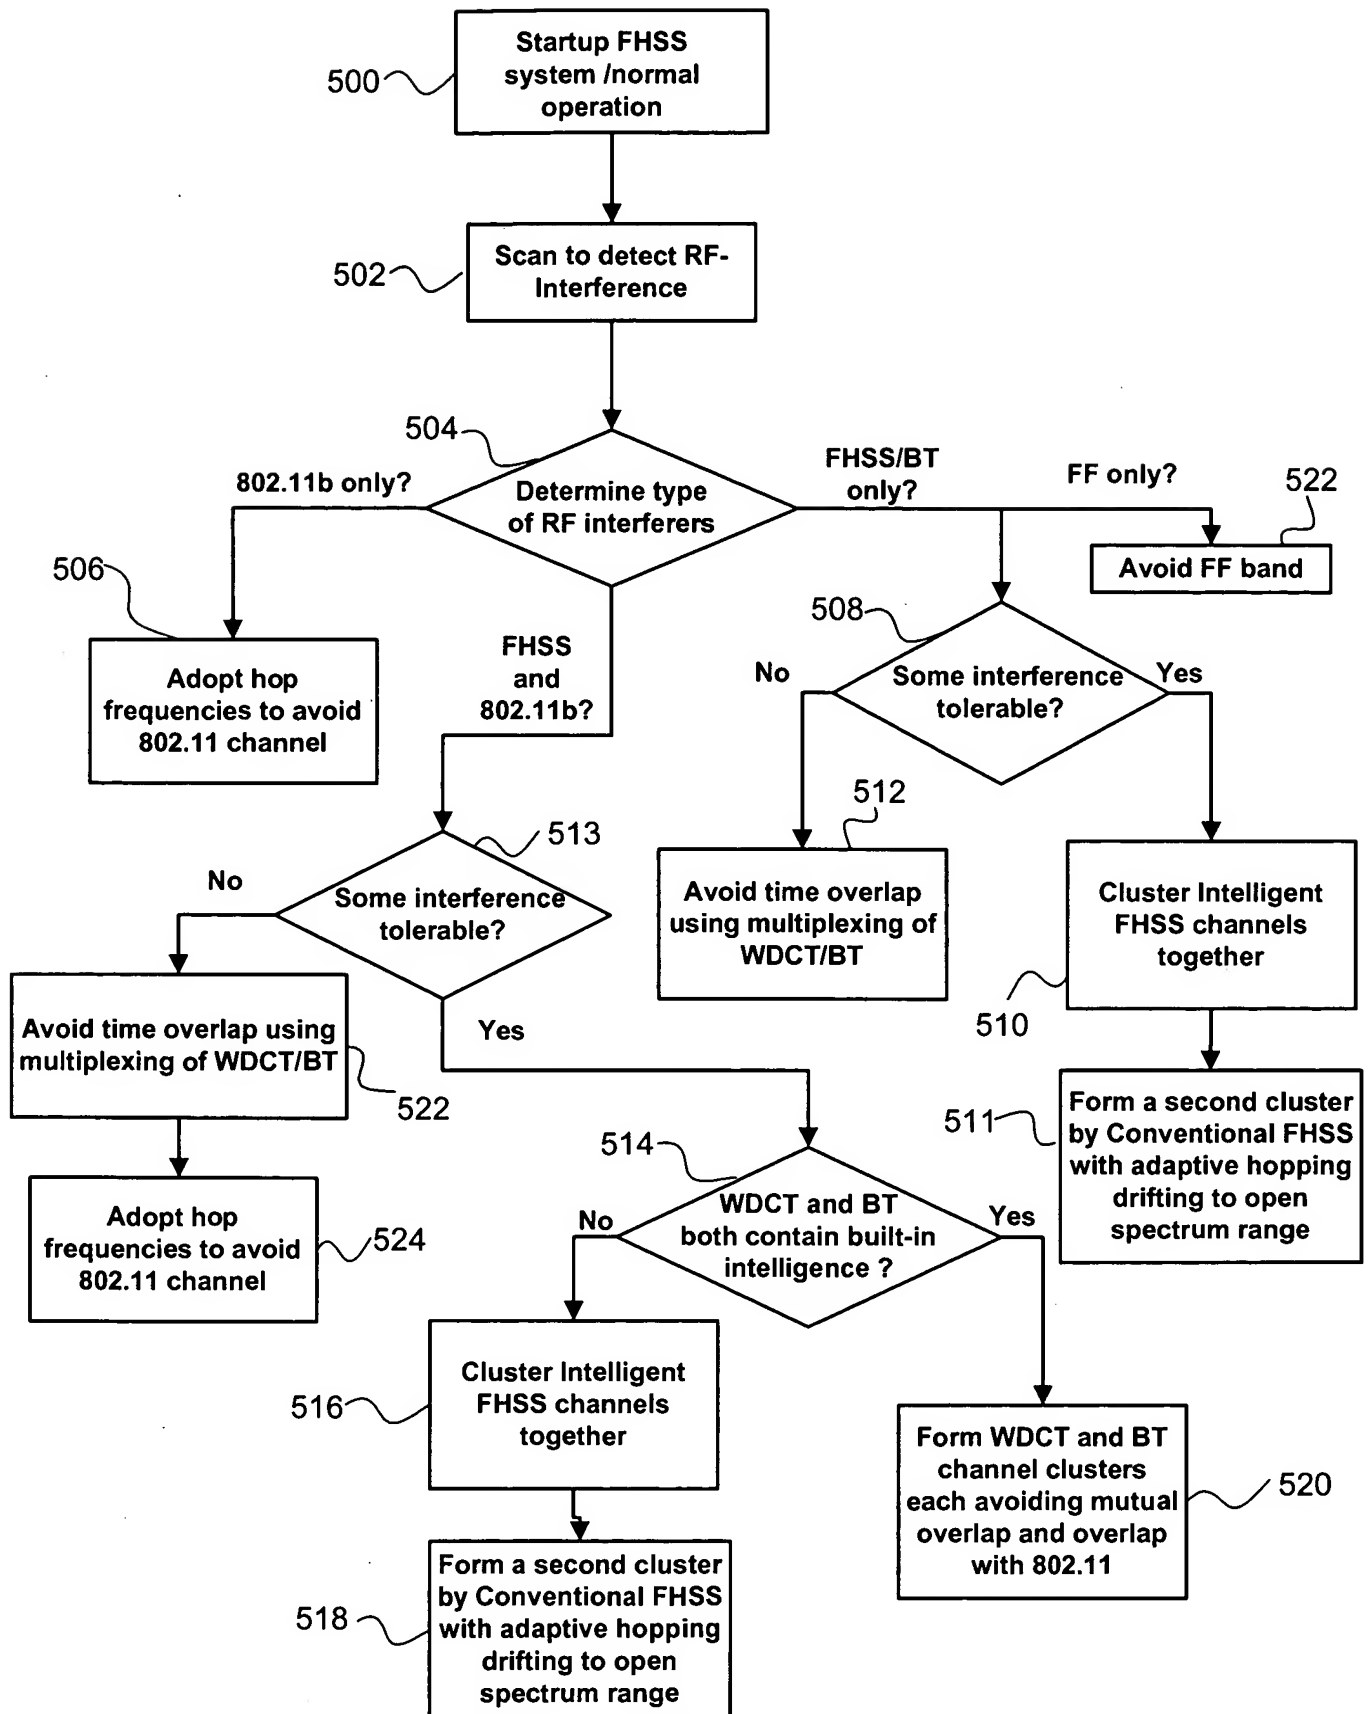 Startup FHSS
system /normal
operation
500
Scan to detect RF-
Interference
502
504
802.11b only?
Determine type
of RF interferers
FHSS/BT
only?
FF only?
522
Avoid FF band
506
Adopt hop
frequencies to avoid
802.11 channel
FHSS
and
802.11b?
508
No
Some interference
tolerable?
Yes
512
Avoid time overlap
using multiplexing of
WDCT/BT
Cluster Intelligent
FHSS channels
together
510
513
No
Some interference
tolerable?
Yes
Avoid time overlap using
multiplexing of WDCT/BT
522
511
Form a second cluster
by Conventional FHSS
with adaptive hopping
drifting to open
spectrum range
514
No
WDCT and BT
both contain built-in
intelligence ?
Yes
Adopt hop
frequencies to avoid
802.11 channel
524
516
Cluster Intelligent
FHSS channels
together
Form WDCT and BT
channel clusters
each avoiding mutual
overlap and overlap
with 802.11
520
518
Form a second cluster
by Conventional FHSS
with adaptive hopping
drifting to open
spectrum range